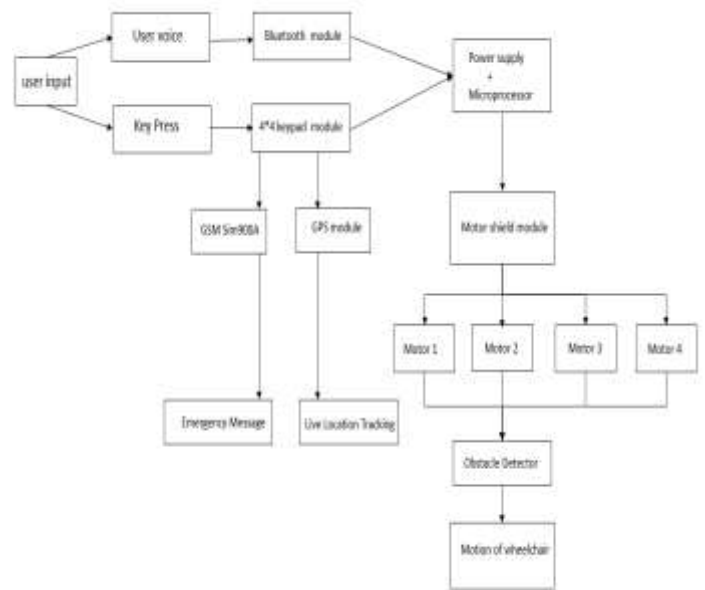 User voice
Bluetooth module
Power supply
+
Microprocessor
user input
Key Press
4*4 keypad module
GSM Sim900A
GPS module
Motor shield module
Motor 1
Motor 2
Motor 3
Motor 4
Emergency Message
Live Location Tracking
Obstacle Detector
Motion of wheelchair